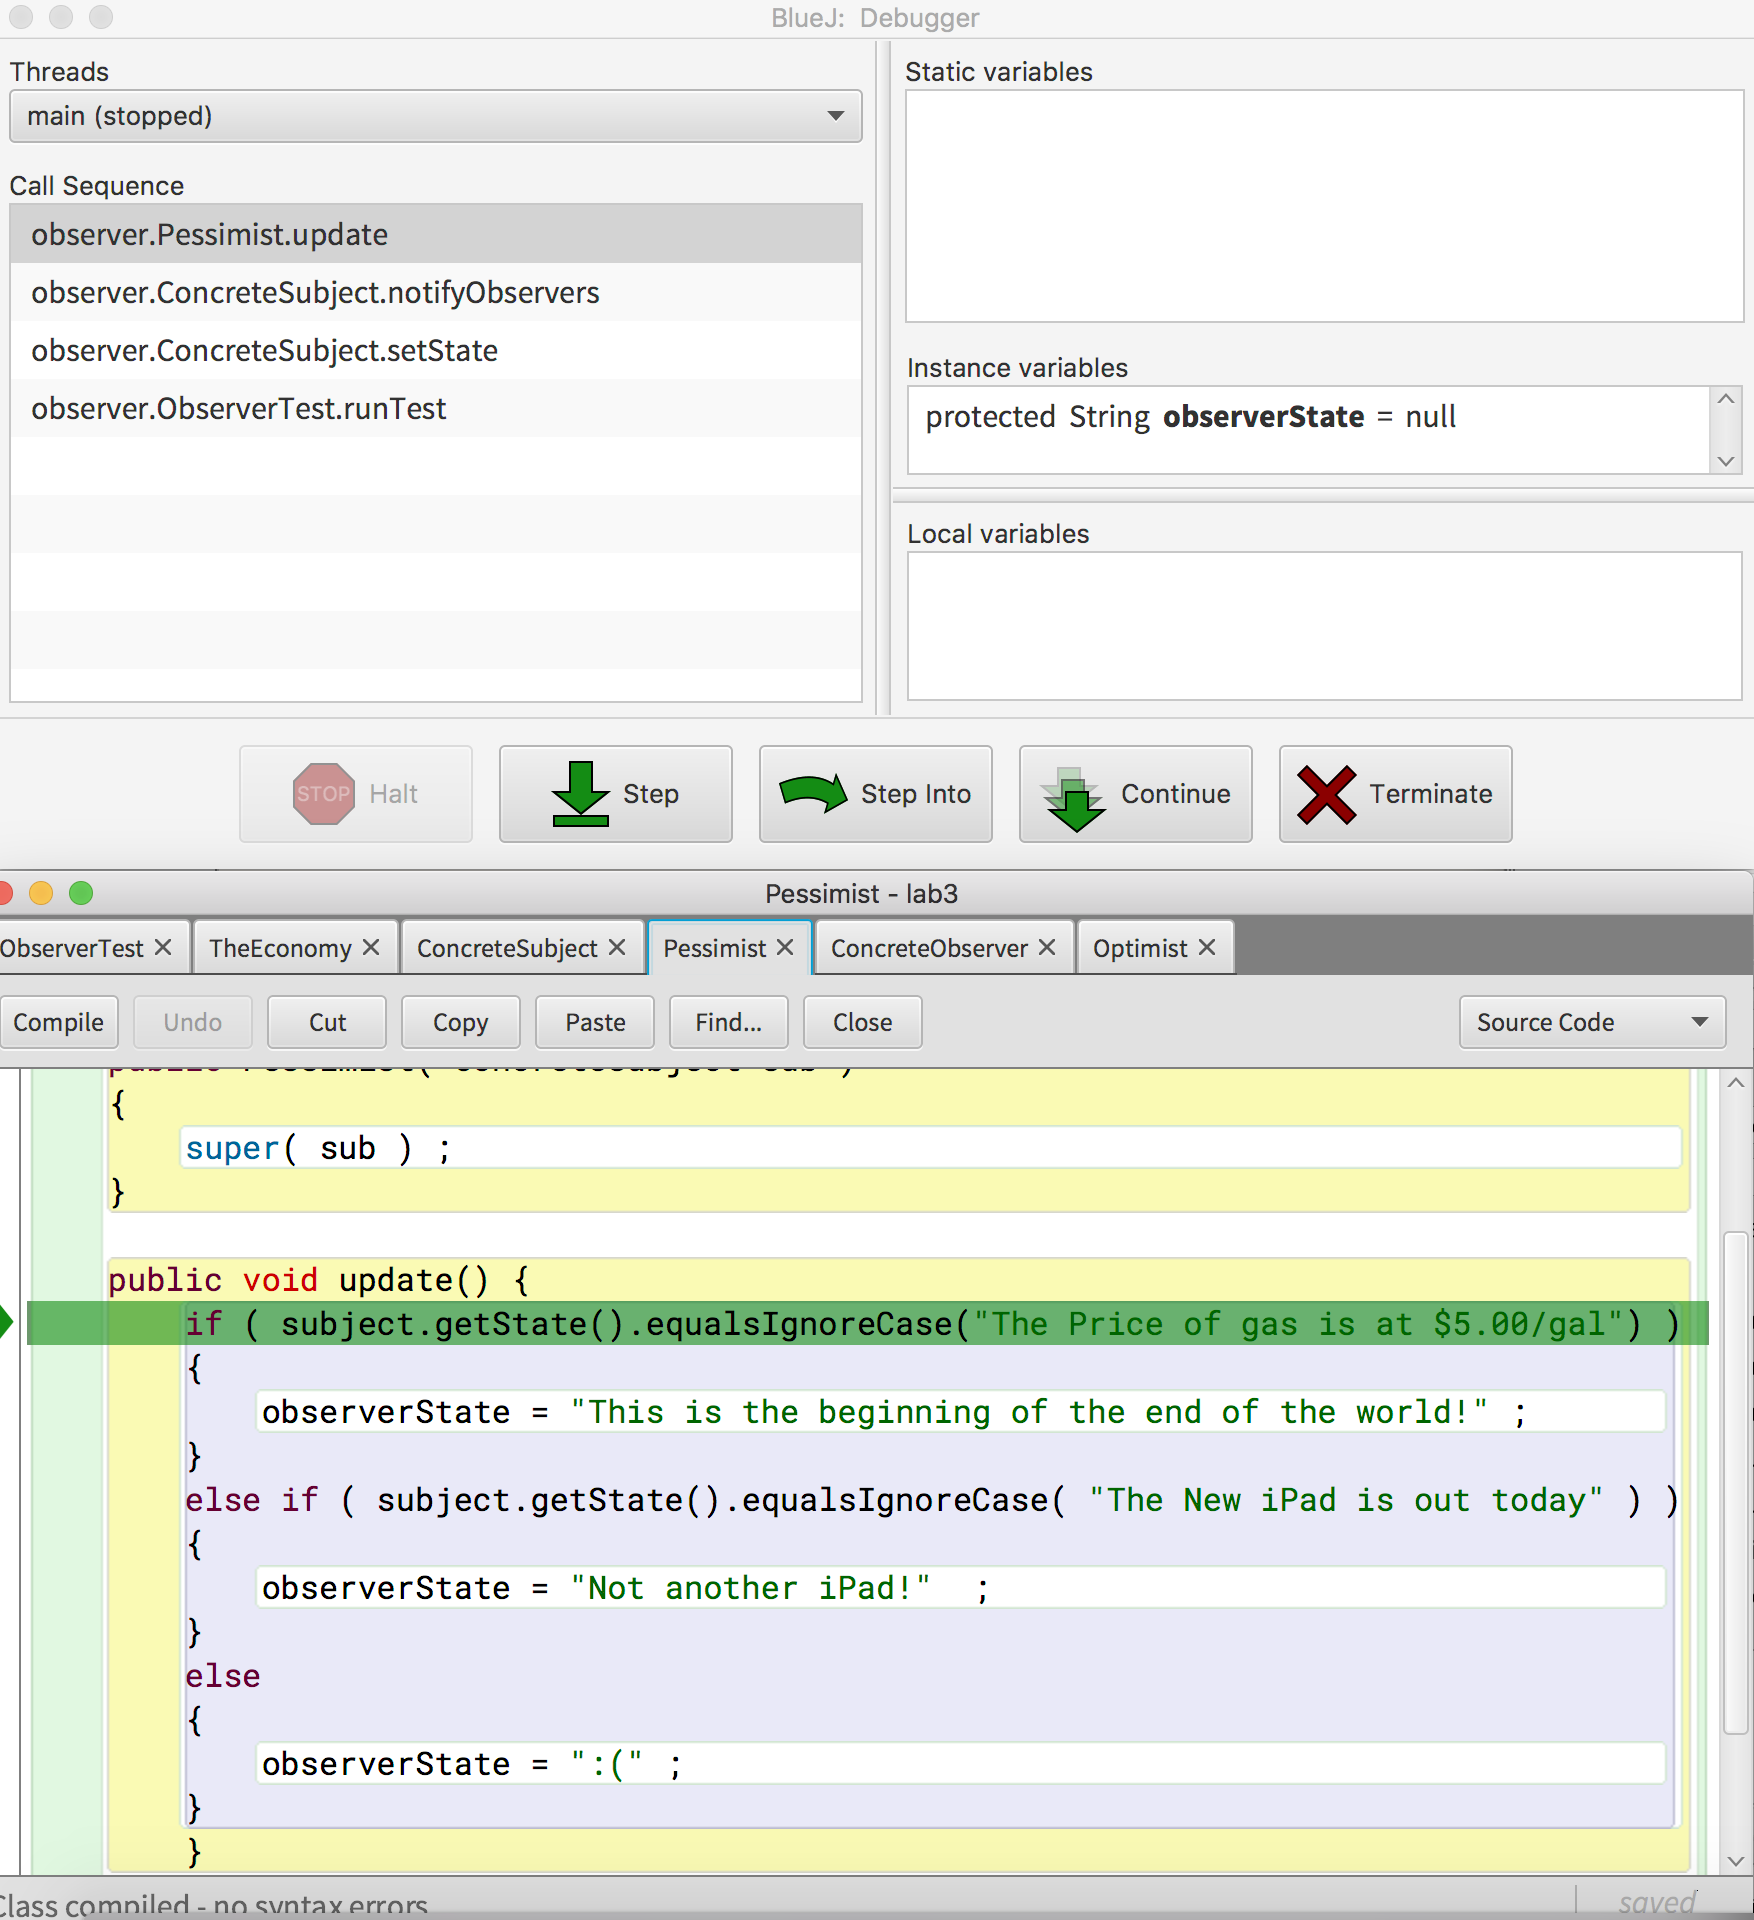 BlueJ: Debugger
Threads
main (stopped)
Call Sequence
observer.Pessimist.update
observer.ConcreteSubject.notifyObservers
observer.ConcreteSubject.setState
observer.ObserverTest.runTest
Static variables
Instance variables
protected String observerState = null
Local variables
STOP Halt
Step
Step Into
Continue
Terminate
Pessimist - lab3
ObserverTest TheEconomy ConcreteSubject Pessimist ConcreteObserver Optimist
Compile Undo Cut Copy Paste Find... Close Source Code
public Pessimist( ConcreteSubject sub )
{
super( sub ) ;
}
public void update() {
if ( subject.getState().equalsIgnoreCase("The Price of gas is at $5.00/gal") )
{
observerState = "This is the beginning of the end of the world!" ;
}
else if ( subject.getState().equalsIgnoreCase( "The New iPad is out today" ) )
{
observerState = "Not another iPad!"  ;
}
else
{
observerState = ":(" ;
}
}
Class compiled - no syntax errors
saved